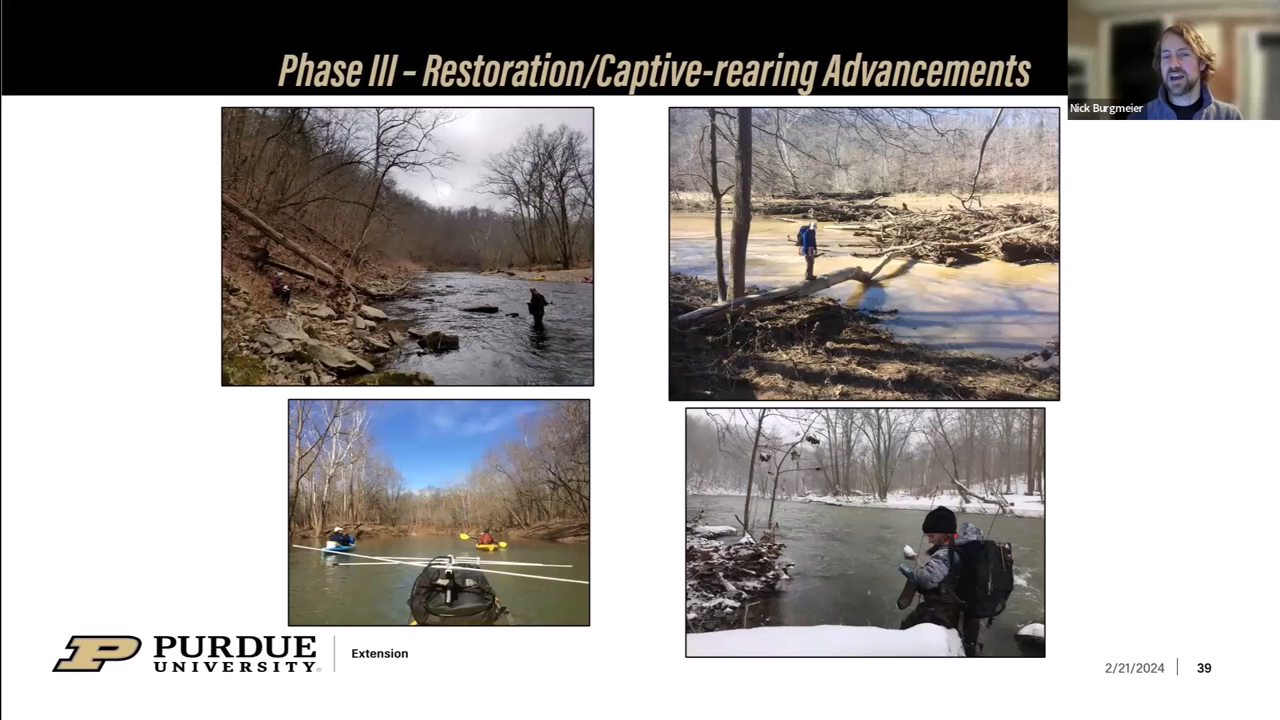 Phase III – Restoration/Captive-rearing Advancements
Nick Burgmeier
PURDUE
UNIVERSITY®
Extension
2/21/2024
39